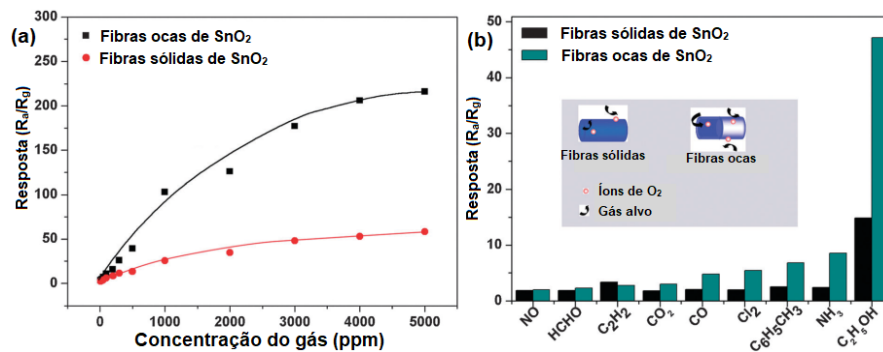 (a)
Fibras ocas de SnO₂
Fibras sólidas de SnO₂
Resposta (Rₐ/R_g)
300
250
200
150
100
50
0
0 1000 2000 3000 4000 5000
Concentração do gás (ppm)
(b)
Fibras sólidas de SnO₂
Fibras ocas de SnO₂
Resposta (Rₐ/R_g)
50
40
30
20
10
0
Fibras sólidas
Fibras ocas
Íons de O₂
Gás alvo
NO HCHO C₂H₂ CO₂ CO Cl₂ C₆H₅CH₃ NH₃ C₂H₅OH